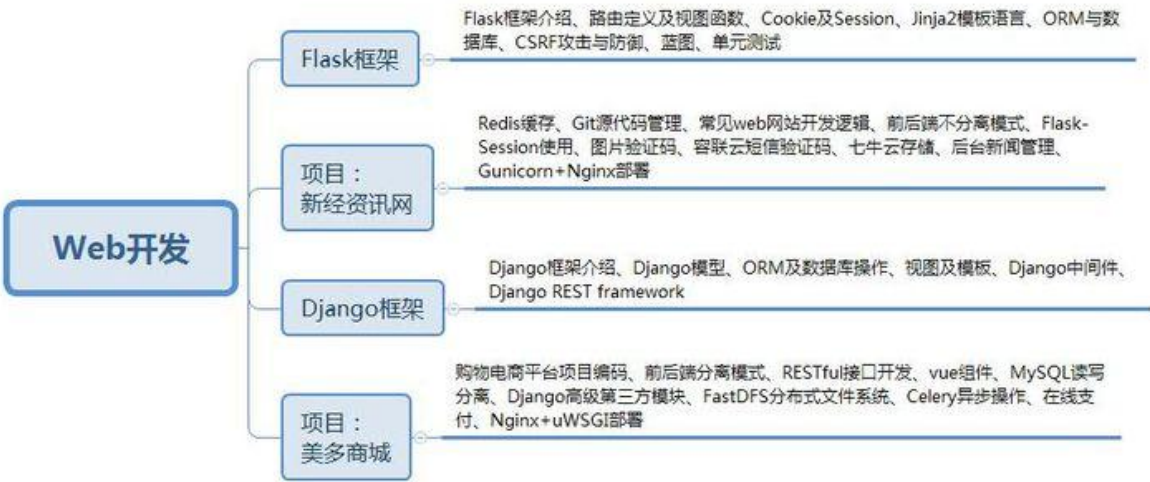 Web开发
Flask框架
Flask框架介绍、路由定义及视图函数、Cookie及Session、Jinja2模板语言、ORM与数
据库、CSRF攻击与防御、蓝图、单元测试
项目：
新经资讯网
Redis缓存、Git源代码管理、常见web网站开发逻辑、前后端不分离模式、Flask-
Session使用、图片验证码、容联云短信验证码、七牛云存储、后台新闻管理、
Gunicorn+Nginx部署
Django框架
Django框架介绍、Django模型、ORM及数据库操作、视图及模板、Django中间件、
Django REST framework
项目：
美多商城
购物电商平台项目编码、前后端分离模式、RESTful接口开发、vue组件、MySQL读写
分离、Django高级第三方模块、FastDFS分布式文件系统、Celery异步操作、在线支
付、Nginx+uWSGI部署